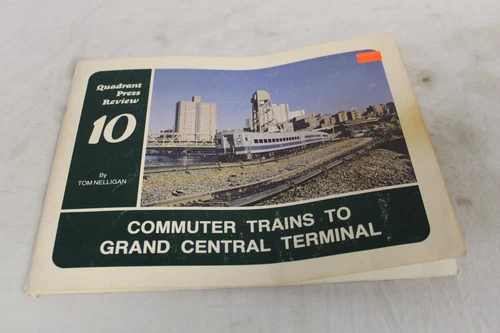 Quadrant
Press
Review
10
By
TOM NELLIGAN
COMMUTER TRAINS TO
GRAND CENTRAL TERMINAL